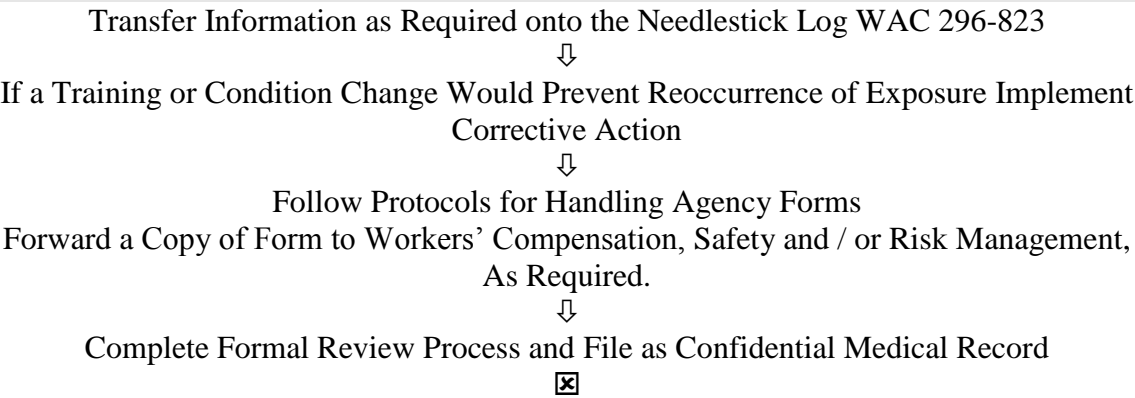 Transfer Information as Required onto the Needlestick Log WAC 296-823
⇩
If a Training or Condition Change Would Prevent Reoccurrence of Exposure Implement
Corrective Action
⇩
Follow Protocols for Handling Agency Forms
Forward a Copy of Form to Workers’ Compensation, Safety and / or Risk Management,
As Required.
⇩
Complete Formal Review Process and File as Confidential Medical Record
☒